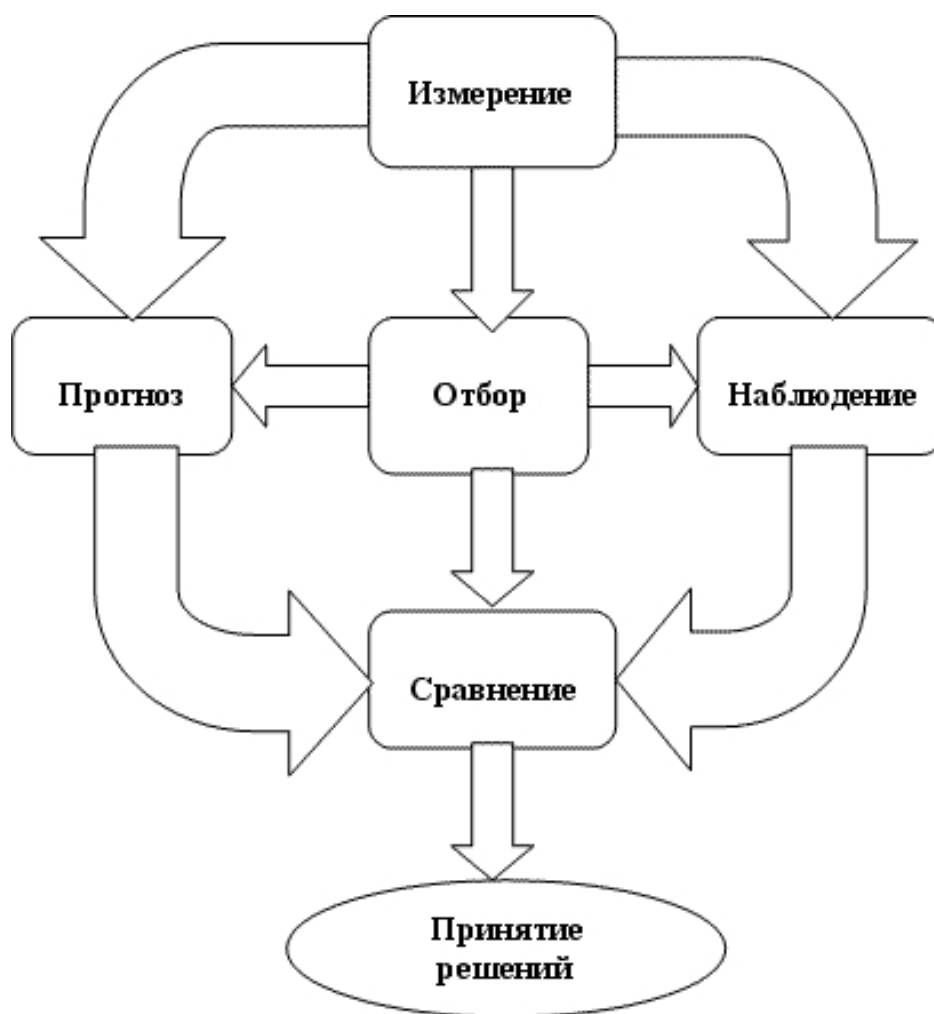 Измерение
Прогноз
Отбор
Наблюдение
Сравнение
Принятие
решений